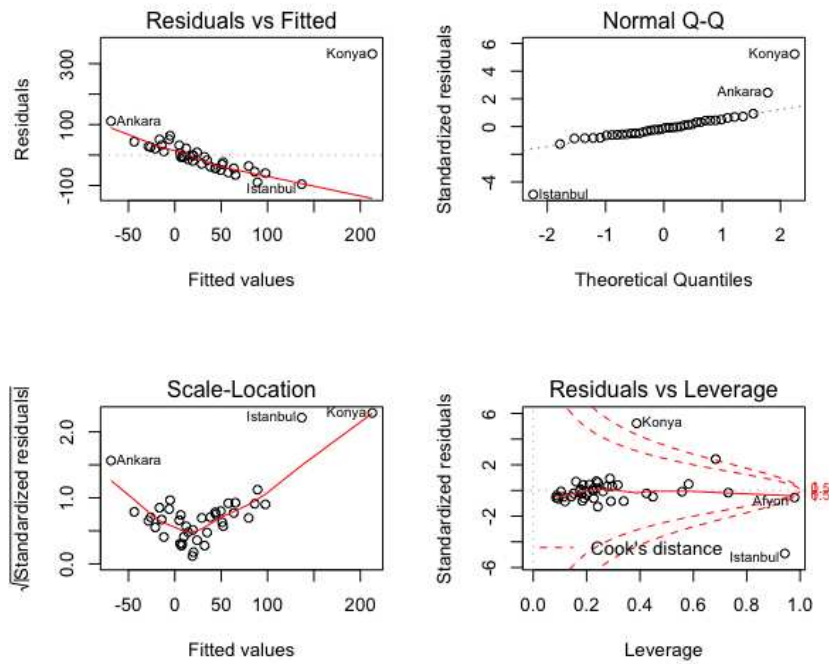 Residuals vs Fitted
Residuals
300
100
-100
Konya
Ankara
Istanbul
-50 0 50 100 200
Fitted values
Normal Q-Q
Standardized residuals
6
2
0
-4
Konya
Ankara
Istanbul
-2 -1 0 1 2
Theoretical Quantiles
Scale-Location
√|Standardized residuals|
2.0
1.0
0.0
Istanbul
Konya
Ankara
-50 0 50 100 200
Fitted values
Residuals vs Leverage
Standardized residuals
6
2
-2
-6
Konya
Afyon
Cook's distance
Istanbul
0.0 0.2 0.4 0.6 0.8 1.0
Leverage